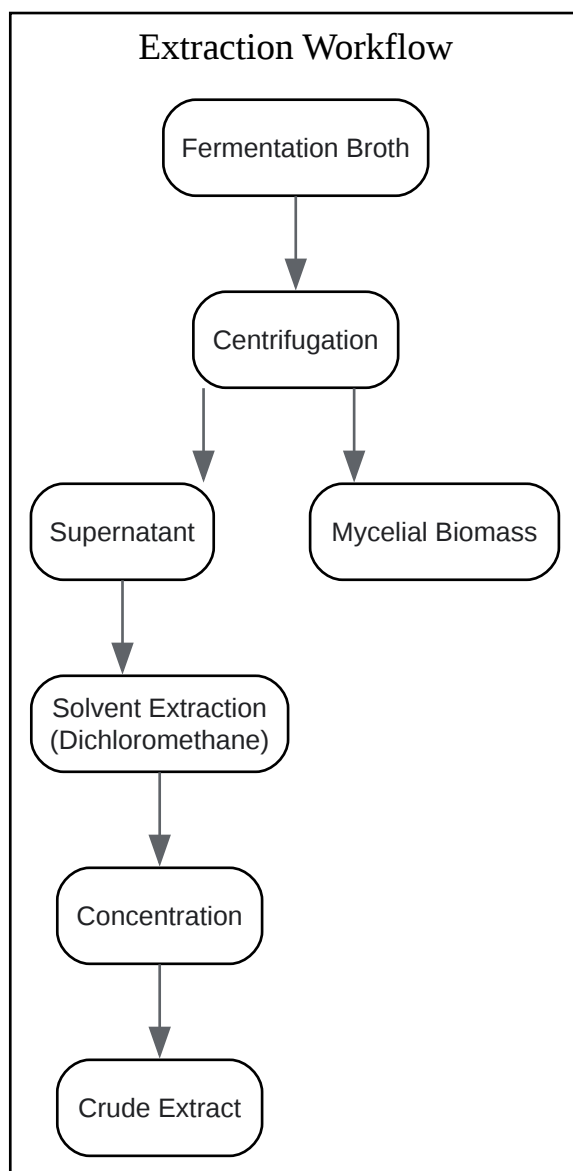 Extraction Workflow
Fermentation Broth
Centrifugation
Supernatant
Mycelial Biomass
Solvent Extraction
(Dichloromethane)
Concentration
Crude Extract